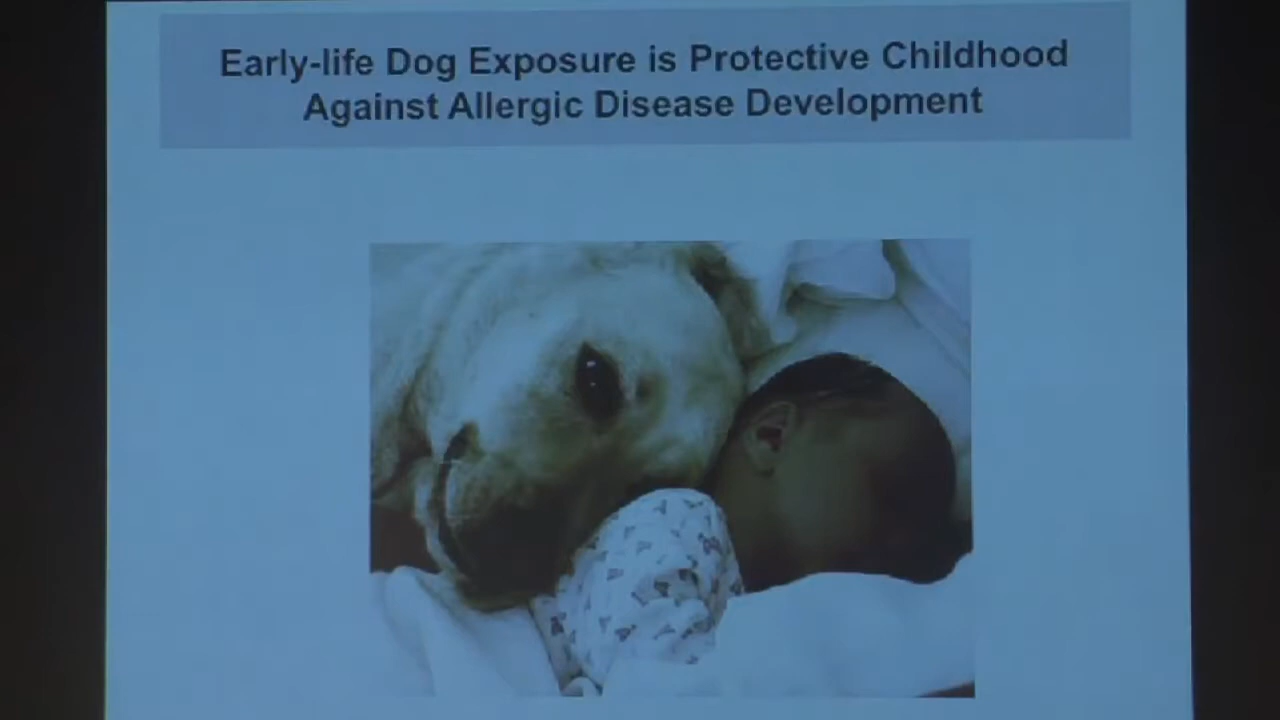 Early-life Dog Exposure is Protective Childhood
Against Allergic Disease Development